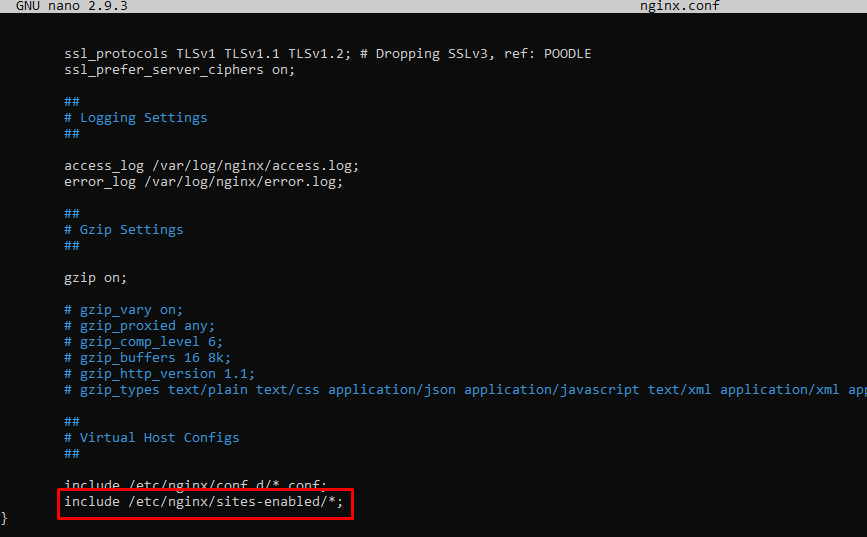 GNU nano 2.9.3 nginx.conf
ssl_protocols TLSv1 TLSv1.1 TLSv1.2; # Dropping SSLv3, ref: POODLE
ssl_prefer_server_ciphers on;
##
# Logging Settings
##
access_log /var/log/nginx/access.log;
error_log /var/log/nginx/error.log;
##
# Gzip Settings
##
gzip on;
# gzip_vary on;
# gzip_proxied any;
# gzip_comp_level 6;
# gzip_buffers 16 8k;
# gzip_http_version 1.1;
# gzip_types text/plain text/css application/json application/javascript text/xml application/xml app
##
# Virtual Host Configs
##
include /etc/nginx/conf.d/*.conf;
include /etc/nginx/sites-enabled/*;
}